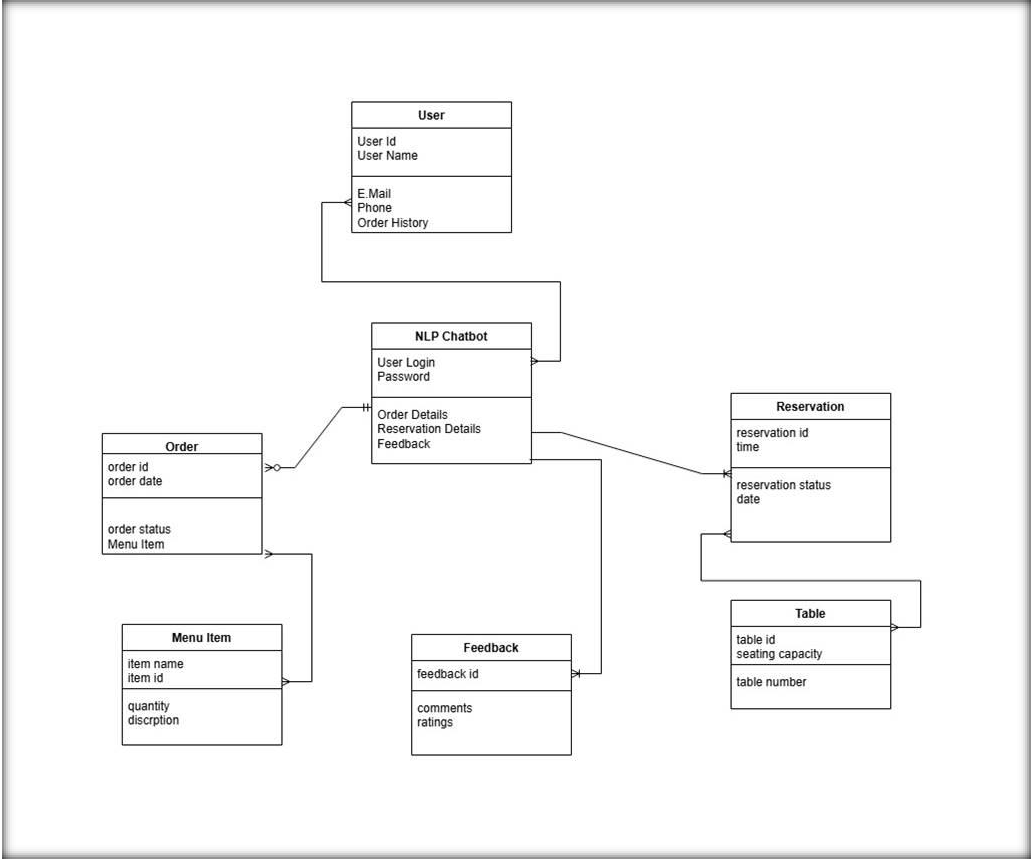 User
User Id
User Name
E.Mail
Phone
Order History
NLP Chatbot
User Login
Password
Order Details
Reservation Details
Feedback
Reservation
reservation id
time
reservation status
date
Order
order id
order date
order status
Menu Item
Menu Item
item name
item id
quantity
discrption
Feedback
feedback id
comments
ratings
Table
table id
seating capacity
table number